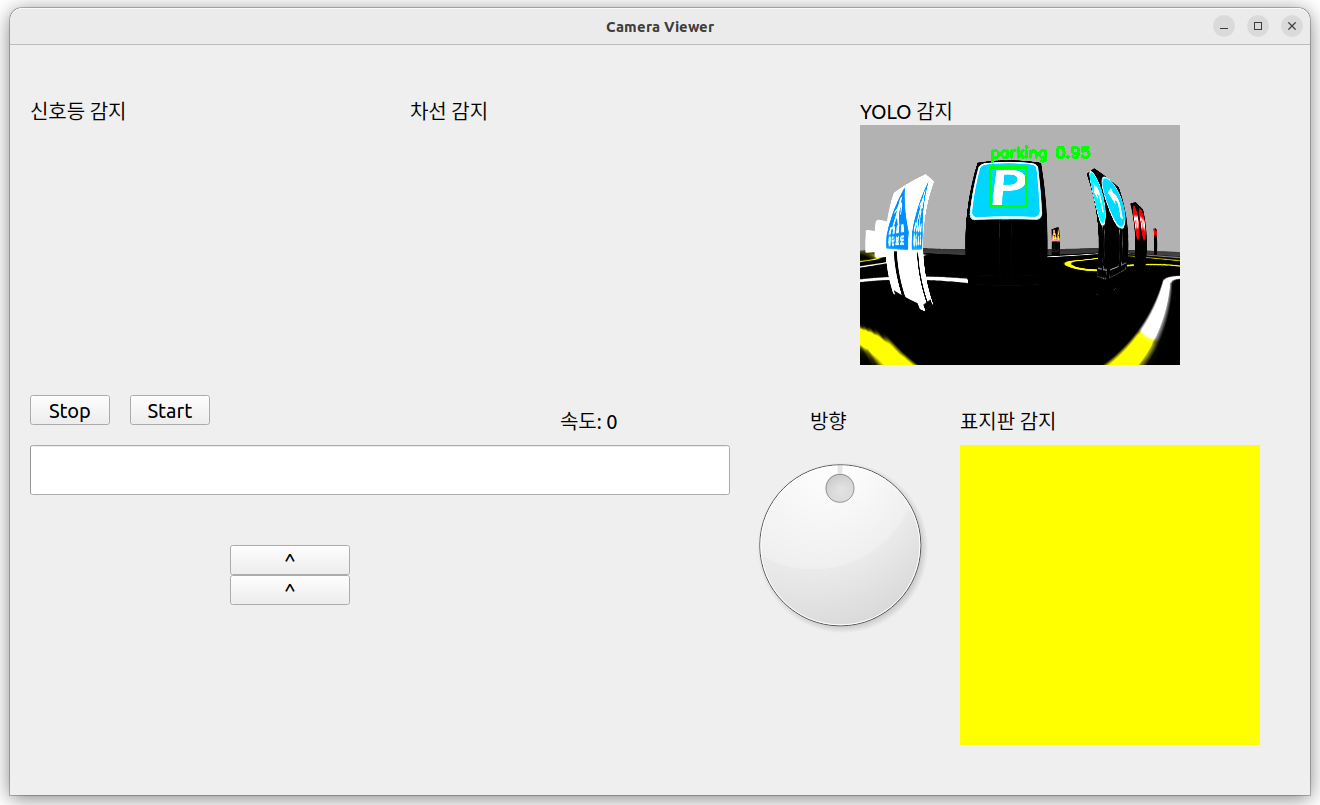 Camera Viewer
신호등 감지
차선 감지
YOLO 감지
parking 0.95
P
Stop
Start
속도: 0
방향
표지판 감지
^
^